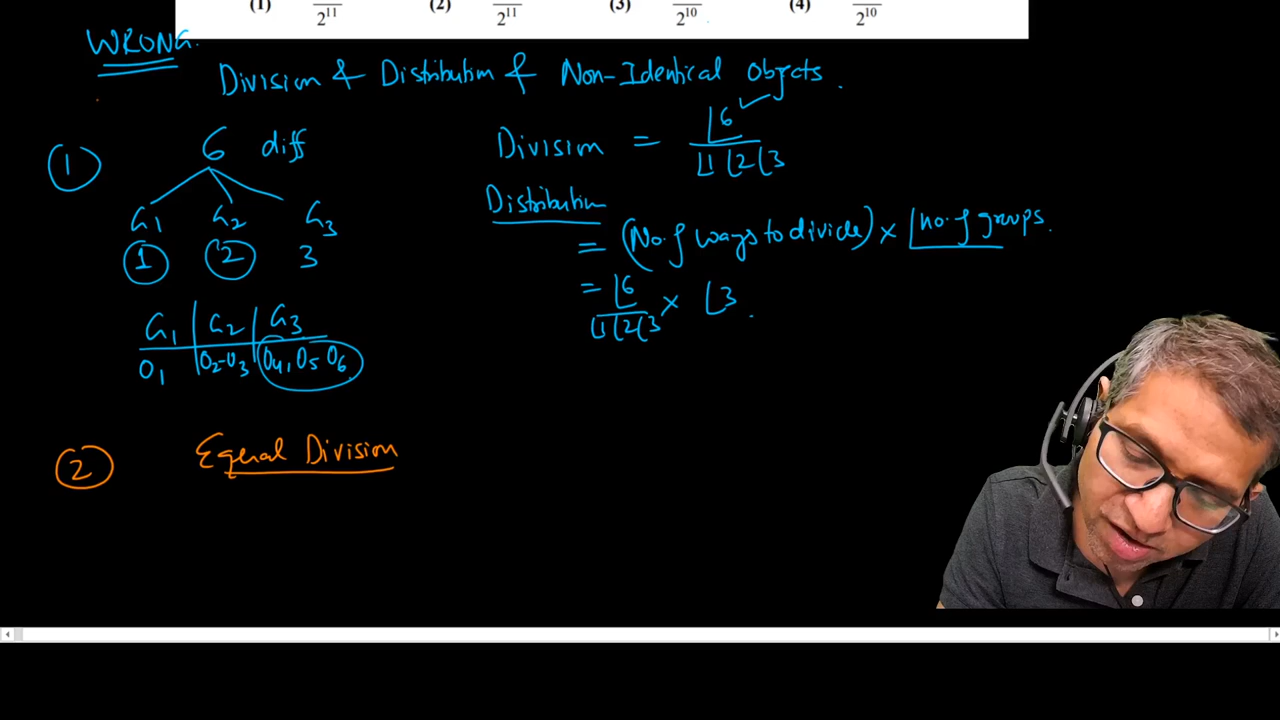 (1) 2^11 (2) 2^11 (3) 2^10 (4) 2^10
WRONG.
Division & Distribution of Non-Identical Objects.
① 6 diff
G1 G2 G3
1 2 3
G1 | G2 | G3
O1 | O2-O3 | O4, O5 O6
Division = ⌊6 / ⌊1 ⌊2 ⌊3
Distribution
= (No. of ways to divide) × ⌊no. of groups.
= ⌊6 / ⌊1 ⌊2 ⌊3 × ⌊3.
② Equal Division